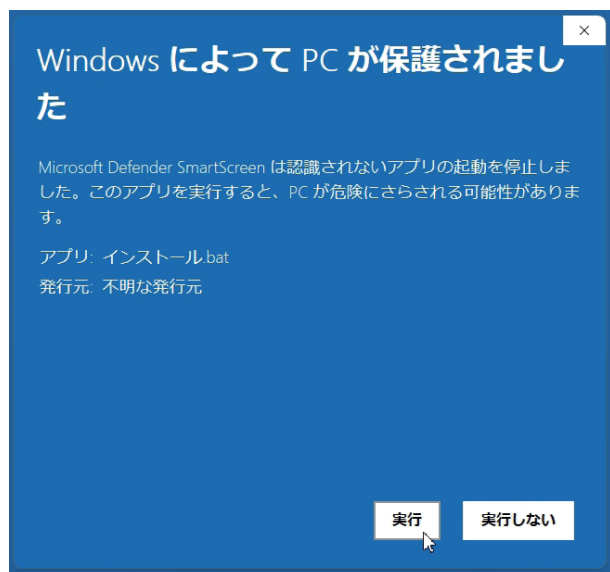 Windows によって PC が保護されまし
た
Microsoft Defender SmartScreen は認識されないアプリの起動を停止しま
した。このアプリを実行すると、PC が危険にさらされる可能性がありま
す。
アプリ: インストール.bat
発行元: 不明な発行元
実行 実行しない